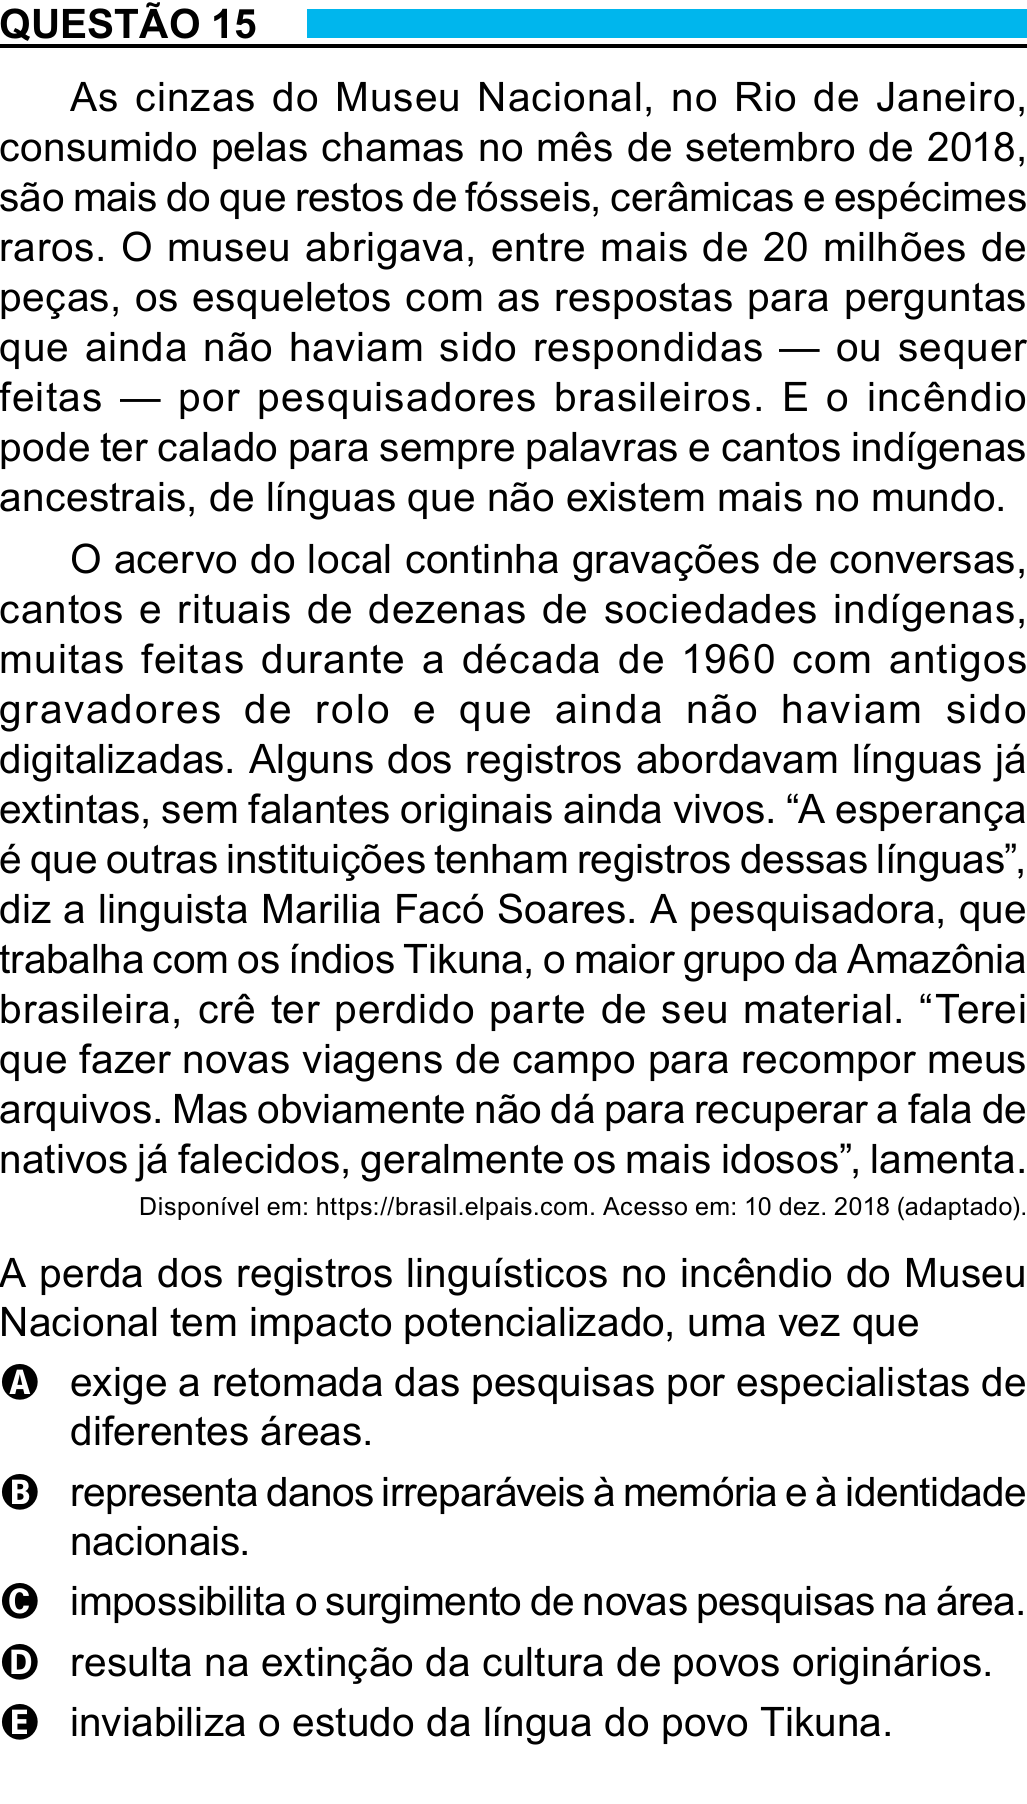 QUESTÃO 15
As cinzas do Museu Nacional, no Rio de Janeiro,
consumido pelas chamas no mês de setembro de 2018,
são mais do que restos de fósseis, cerâmicas e espécimes
raros. O museu abrigava, entre mais de 20 milhões de
peças, os esqueletos com as respostas para perguntas
que ainda não haviam sido respondidas — ou sequer
feitas — por pesquisadores brasileiros. E o incêndio
pode ter calado para sempre palavras e cantos indígenas
ancestrais, de línguas que não existem mais no mundo.
O acervo do local continha gravações de conversas,
cantos e rituais de dezenas de sociedades indígenas,
muitas feitas durante a década de 1960 com antigos
gravadores de rolo e que ainda não haviam sido
digitalizadas. Alguns dos registros abordavam línguas já
extintas, sem falantes originais ainda vivos. “A esperança
é que outras instituições tenham registros dessas línguas”,
diz a linguista Marilia Facó Soares. A pesquisadora, que
trabalha com os índios Tikuna, o maior grupo da Amazônia
brasileira, crê ter perdido parte de seu material. “Terei
que fazer novas viagens de campo para recompor meus
arquivos. Mas obviamente não dá para recuperar a fala de
nativos já falecidos, geralmente os mais idosos”, lamenta.
Disponível em: https://brasil.elpais.com. Acesso em: 10 dez. 2018 (adaptado).
A perda dos registros linguísticos no incêndio do Museu
Nacional tem impacto potencializado, uma vez que
A exige a retomada das pesquisas por especialistas de
diferentes áreas.
B representa danos irreparáveis à memória e à identidade
nacionais.
C impossibilita o surgimento de novas pesquisas na área.
D resulta na extinção da cultura de povos originários.
E inviabiliza o estudo da língua do povo Tikuna.